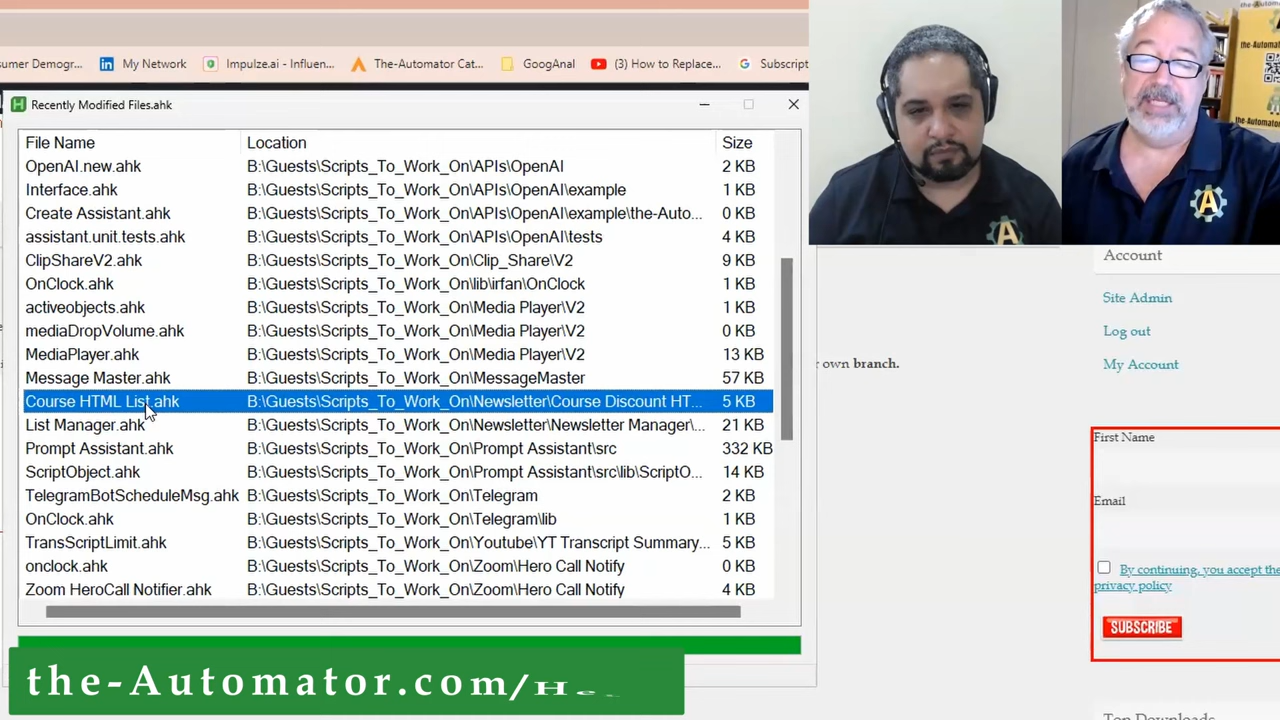 sumer Demogr...
My Network
Impulze.ai - Influen...
The-Automator Cat...
GoogAnal
(3) How to Replace...
Subscript
Recently Modified Files.ahk
File Name Location Size
OpenAI.new.ahk B:\Guests\Scripts_To_Work_On\APIs\OpenAI 2 KB
Interface.ahk B:\Guests\Scripts_To_Work_On\APIs\OpenAI\example 1 KB
Create Assistant.ahk B:\Guests\Scripts_To_Work_On\APIs\OpenAI\example\the-Auto... 0 KB
assistant.unit.tests.ahk B:\Guests\Scripts_To_Work_On\APIs\OpenAI\tests 4 KB
ClipShareV2.ahk B:\Guests\Scripts_To_Work_On\Clip_Share\V2 9 KB
OnClock.ahk B:\Guests\Scripts_To_Work_On\lib\irfan\OnClock 1 KB
activeobjects.ahk B:\Guests\Scripts_To_Work_On\Media Player\V2 1 KB
mediaDropVolume.ahk B:\Guests\Scripts_To_Work_On\Media Player\V2 0 KB
MediaPlayer.ahk B:\Guests\Scripts_To_Work_On\Media Player\V2 13 KB
Message Master.ahk B:\Guests\Scripts_To_Work_On\MessageMaster 57 KB
Course HTML List.ahk B:\Guests\Scripts_To_Work_On\Newsletter\Course Discount HT... 5 KB
List Manager.ahk B:\Guests\Scripts_To_Work_On\Newsletter\Newsletter Manager\... 21 KB
Prompt Assistant.ahk B:\Guests\Scripts_To_Work_On\Prompt Assistant\src 332 KB
ScriptObject.ahk B:\Guests\Scripts_To_Work_On\Prompt Assistant\src\lib\ScriptO... 14 KB
TelegramBotScheduleMsg.ahk B:\Guests\Scripts_To_Work_On\Telegram 2 KB
OnClock.ahk B:\Guests\Scripts_To_Work_On\Telegram\lib 1 KB
TransScriptLimit.ahk B:\Guests\Scripts_To_Work_On\Youtube\YT Transcript Summary... 5 KB
onclock.ahk B:\Guests\Scripts_To_Work_On\Zoom\Hero Call Notify 0 KB
Zoom HeroCall Notifier.ahk B:\Guests\Scripts_To_Work_On\Zoom\Hero Call Notify 4 KB
the-Automator.com/He
r own branch.
the-Automator
Account
Site Admin
Log out
My Account
First Name
Email
By continuing, you accept the
privacy policy
SUBSCRIBE
Top Downloads